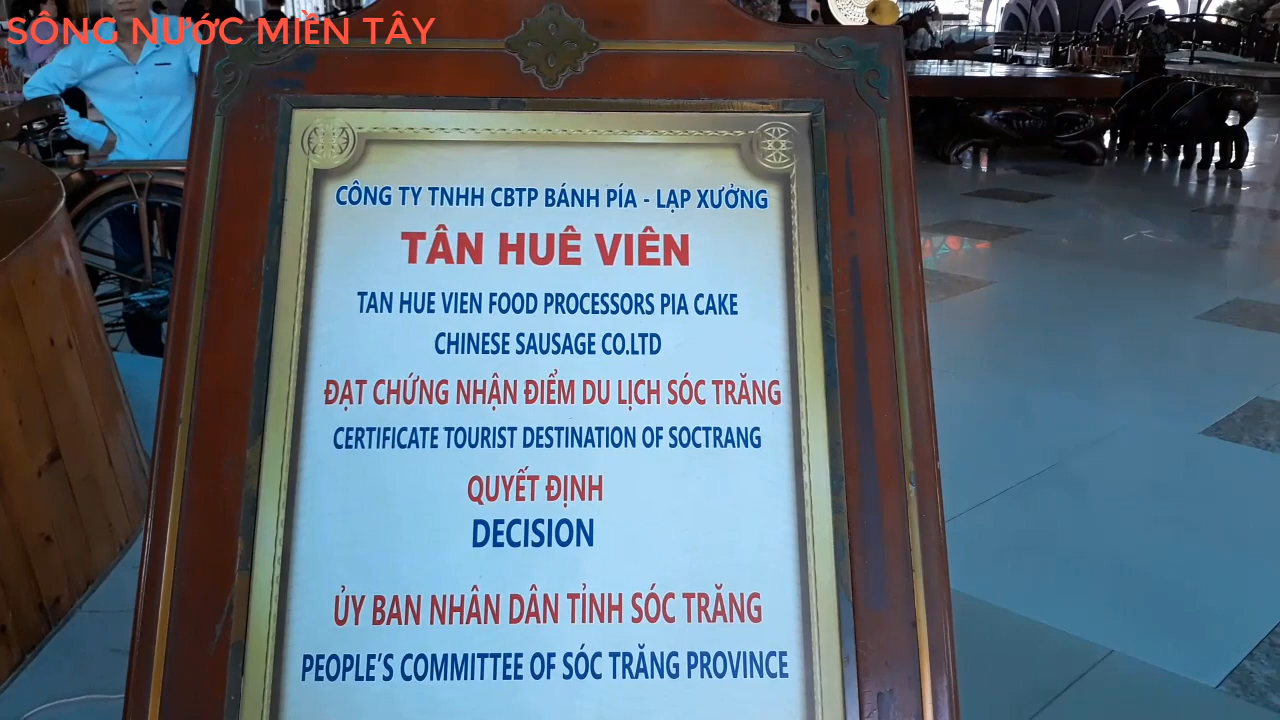 SÔNG NƯỚC MIỀN TÂY
CÔNG TY TNHH CBTP BÁNH PÍA - LẠP XƯỞNG
TÂN HUÊ VIÊN
TAN HUE VIEN FOOD PROCESSORS PIA CAKE
CHINESE SAUSAGE CO.LTD
ĐẠT CHỨNG NHẬN ĐIỂM DU LỊCH SÓC TRĂNG
CERTIFICATE TOURIST DESTINATION OF SOCTRANG
QUYẾT ĐỊNH
DECISION
ỦY BAN NHÂN DÂN TỈNH SÓC TRĂNG
PEOPLE'S COMMITTEE OF SÓC TRĂNG PROVINCE